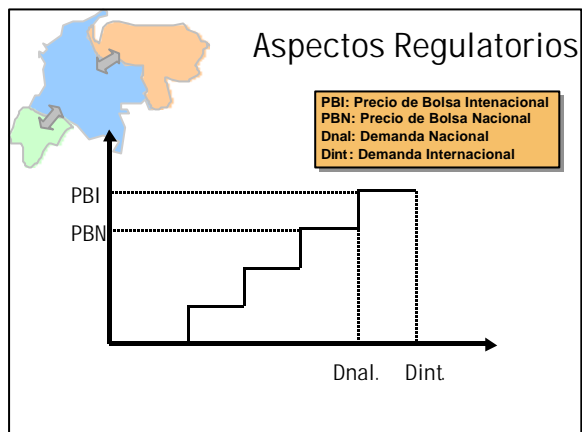 Aspectos Regulatorios
PBI: Precio de Bolsa Intenacional
PBN: Precio de Bolsa Nacional
Dnal: Demanda Nacional
Dint: Demanda Internacional
PBI
PBN
Dnal.
Dint.